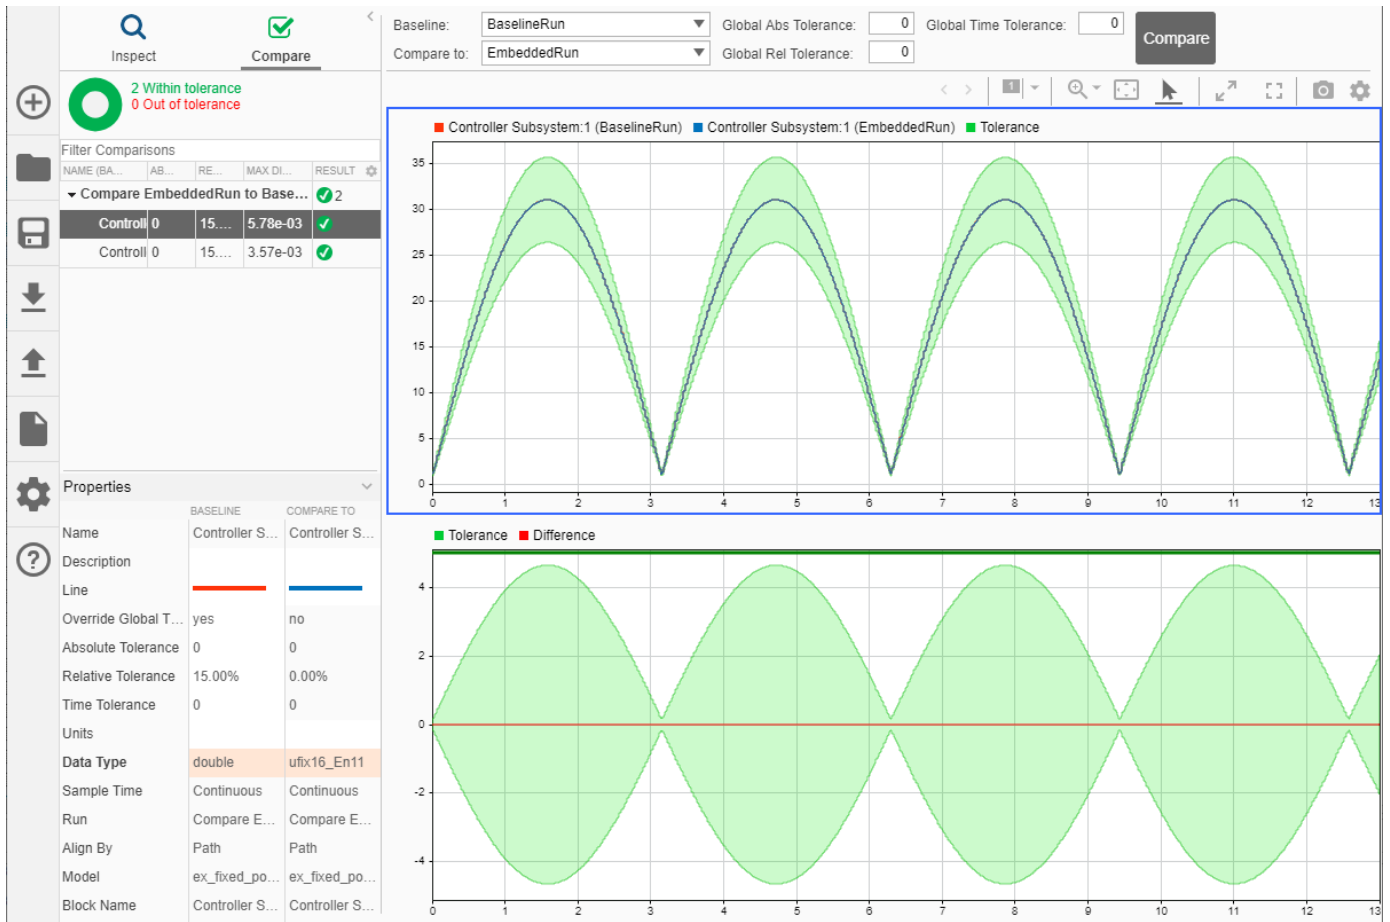 Inspect
Compare
Baseline:
BaselineRun
Global Abs Tolerance:
0
Global Time Tolerance:
0
Compare
Compare to:
EmbeddedRun
Global Rel Tolerance:
0
2 Within tolerance
0 Out of tolerance
Filter Comparisons
NAME (BA... AB... RE... MAX DI... RESULT
Compare EmbeddedRun to Base... 2
Controll 0 15.... 5.78e-03
Controll 0 15.... 3.57e-03
1
Controller Subsystem:1 (BaselineRun) Controller Subsystem:1 (EmbeddedRun) Tolerance
35
30
25
20
15
10
5
0
0 1 2 3 4 5 6 7 8 9 10 11 12 13
Properties
BASELINE COMPARE TO
Name Controller S... Controller S...
Description
Line
Override Global T... yes no
Absolute Tolerance 0 0
Relative Tolerance 15.00% 0.00%
Time Tolerance 0 0
Units
Data Type double ufix16_En11
Sample Time Continuous Continuous
Run Compare E... Compare E...
Align By Path Path
Model ex_fixed_po... ex_fixed_po...
Block Name Controller S... Controller S...
Tolerance Difference
4
2
0
-2
-4
0 1 2 3 4 5 6 7 8 9 10 11 12 13